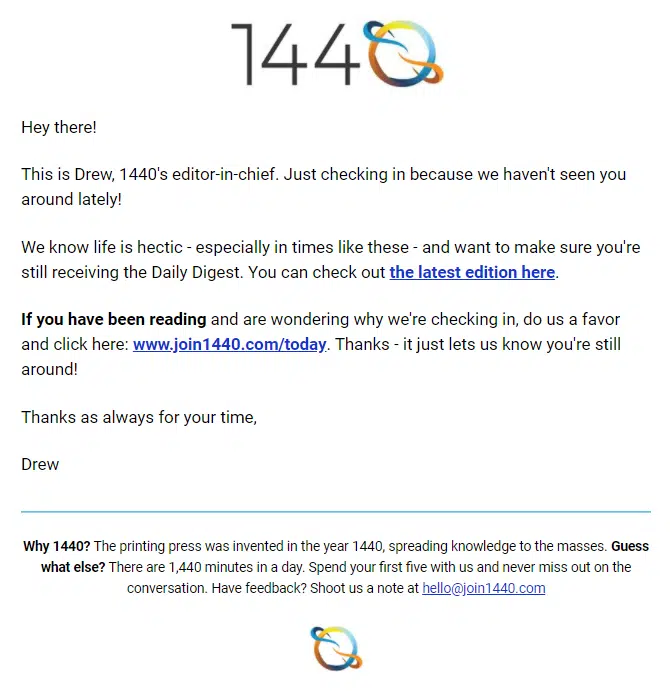 1440
Hey there!
This is Drew, 1440's editor-in-chief. Just checking in because we haven't seen you
around lately!
We know life is hectic - especially in times like these - and want to make sure you're
still receiving the Daily Digest. You can check out the latest edition here.
If you have been reading and are wondering why we're checking in, do us a favor
and click here: www.join1440.com/today. Thanks - it just lets us know you're still
around!
Thanks as always for your time,
Drew
Why 1440? The printing press was invented in the year 1440, spreading knowledge to the masses. Guess
what else? There are 1,440 minutes in a day. Spend your first five with us and never miss out on the
conversation. Have feedback? Shoot us a note at hello@join1440.com